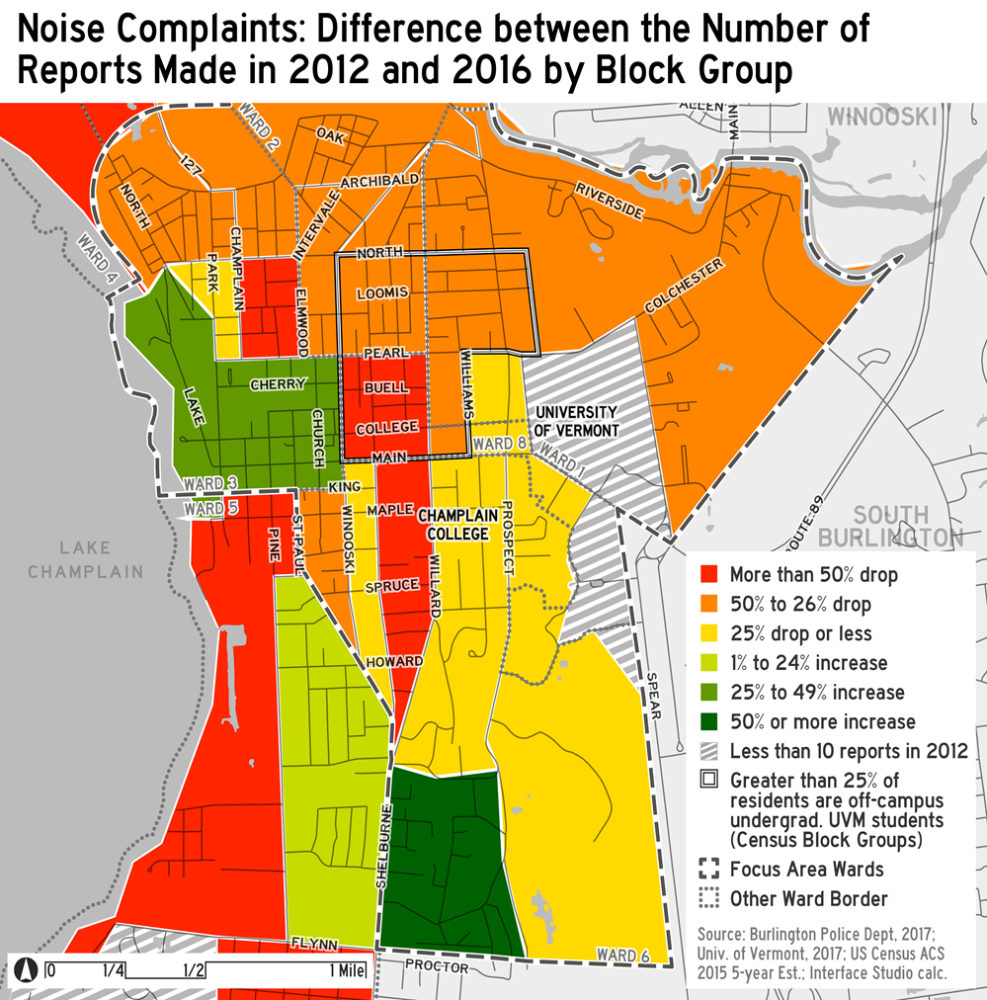 Noise Complaints: Difference between the Number of
Reports Made in 2012 and 2016 by Block Group
ALLEN
MAIN
WINOOSKI
WARD 2
OAK
127
NORTH
ARCHIBALD
INTERVALE
RIVERSIDE
WARD 4
PARK
CHAMPLAIN
NORTH
LOOMIS
ELMWOOD
COLCHESTER
PEARL
WILLIAMS
CHERRY
BUELL
LAKE
CHURCH
COLLEGE
UNIVERSITY
OF VERMONT
MAIN
WARD 8
WARD 1
WARD 3
WARD 5
KING
WINOOSKI
MAPLE
CHAMPLAIN
COLLEGE
PROSPECT
PINE
ST.PAUL
LAKE
CHAMPLAIN
SOUTH
BURLINGTON
OUTE-89
SPRUCE
WILLARD
HOWARD
SPEAR
SHELBURNE
FLYNN
PROCTOR
WARD 6
More than 50% drop
50% to 26% drop
25% drop or less
1% to 24% increase
25% to 49% increase
50% or more increase
Less than 10 reports in 2012
Greater than 25% of
residents are off-campus
undergrad. UVM students
(Census Block Groups)
Focus Area Wards
Other Ward Border
Source: Burlington Police Dept, 2017;
Univ. of Vermont, 2017; US Census ACS
2015 5-year Est.; Interface Studio calc.
0 1/4 1/2 1 Mile